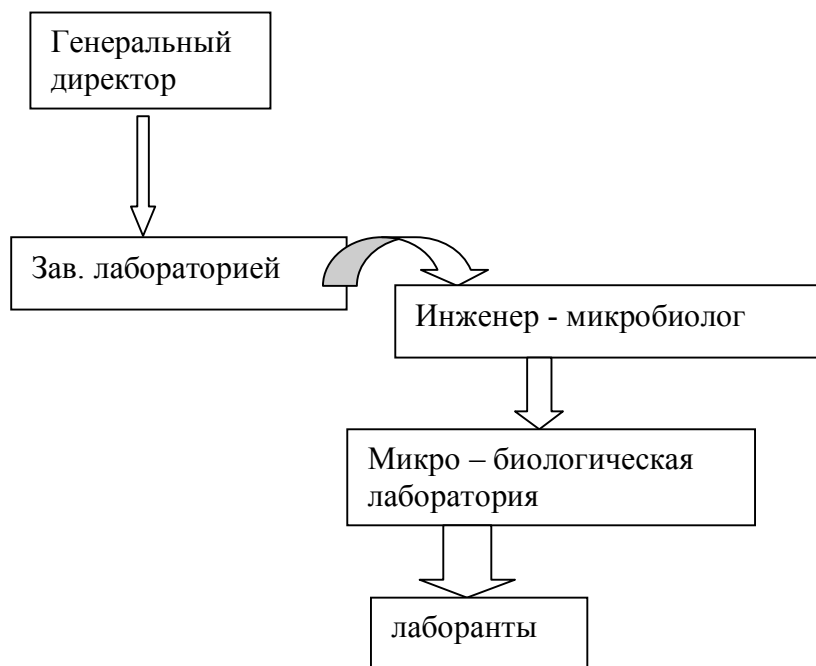 Генеральный
директор
Зав. лабораторией
Инженер - микробиолог
Микро – биологическая
лаборатория
лаборанты